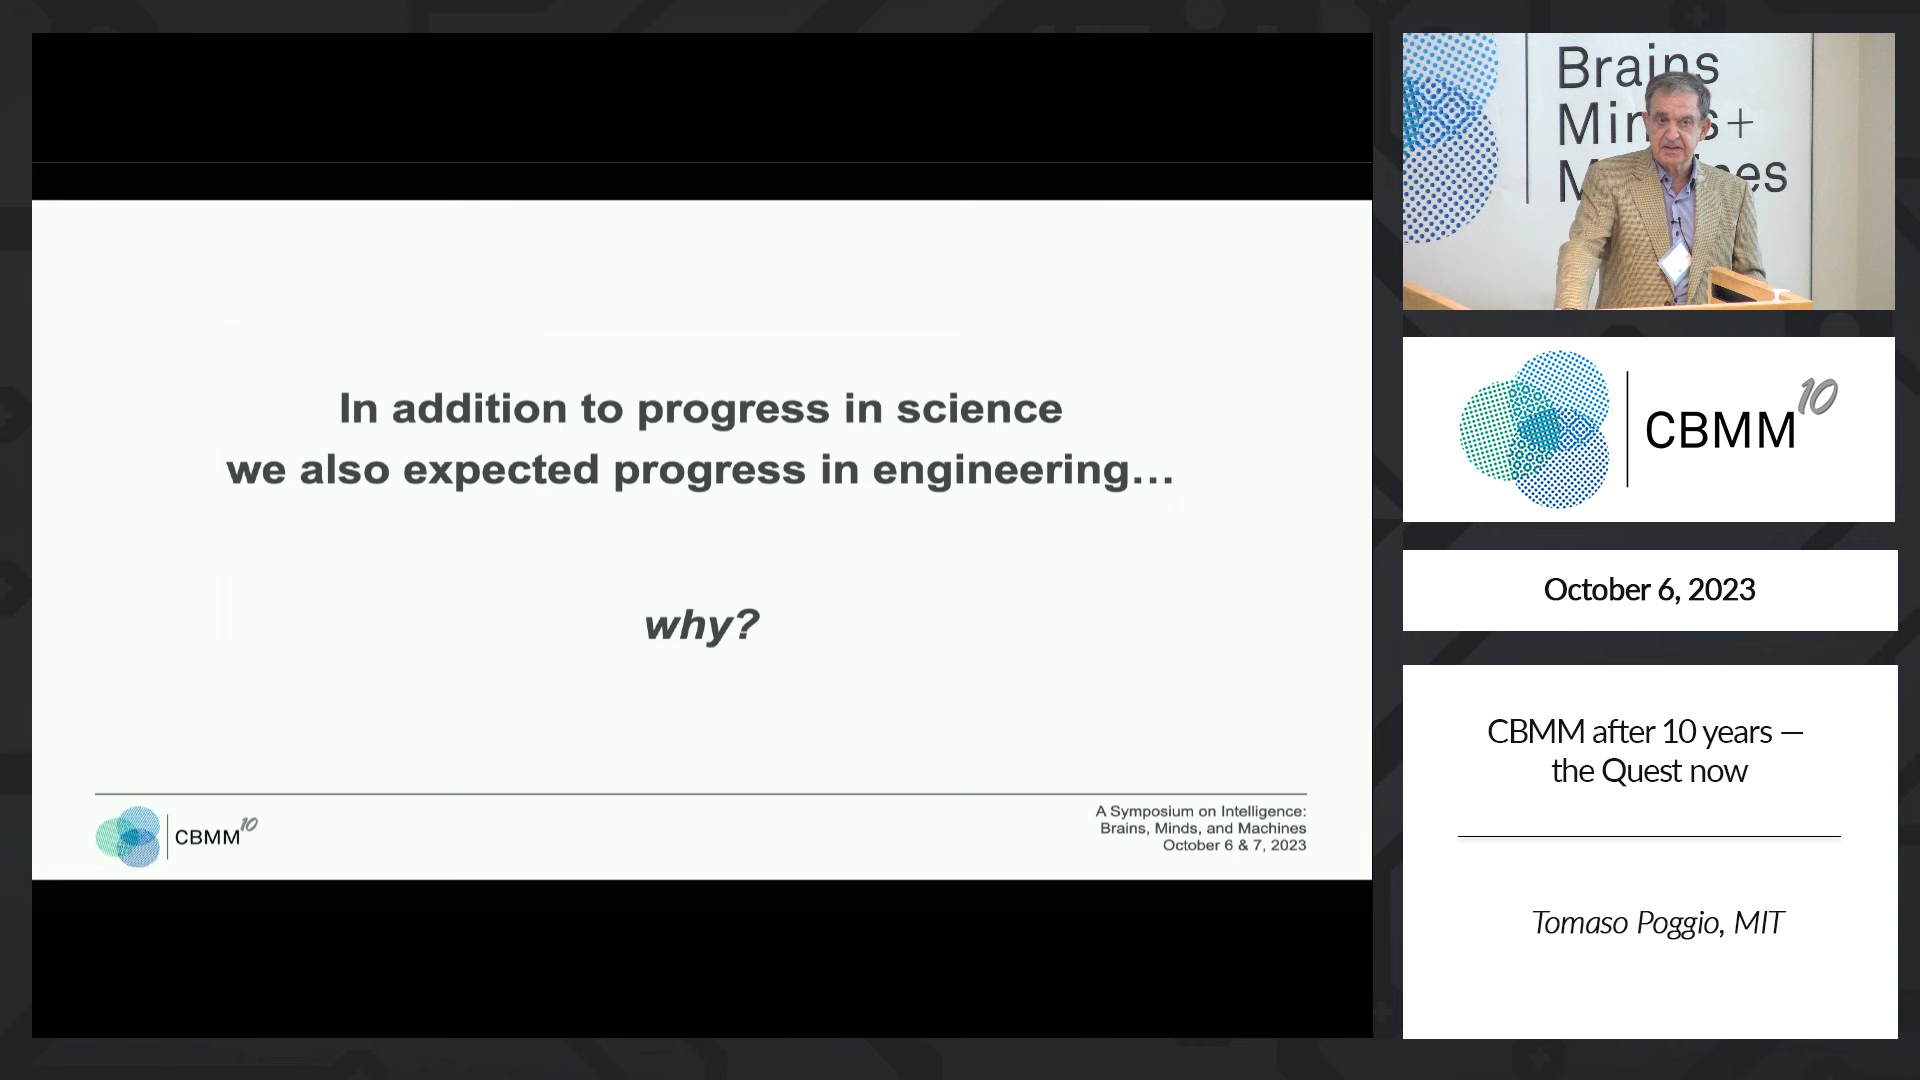 In addition to progress in science
we also expected progress in engineering…
why?
CBMM10
A Symposium on Intelligence:
Brains, Minds, and Machines
October 6 & 7, 2023
Brains
CBMM10
October 6, 2023
CBMM after 10 years —
the Quest now
Tomaso Poggio, MIT